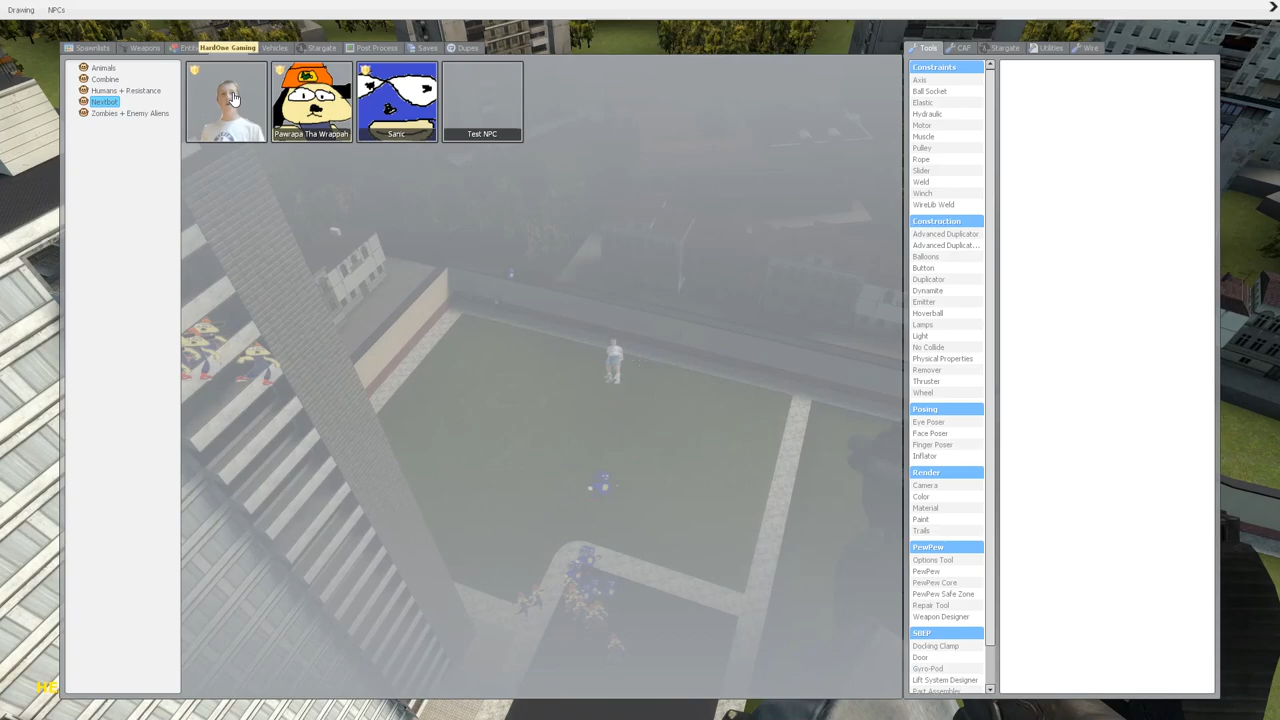 Drawing NPCs
Spawnlists Weapons HardOne Gaming Vehicles Stargate Post Process Saves Dupes
Tools CAF Stargate Utilities Wire
Animals
Combine
Humans + Resistance
Nextbot
Zombies + Enemy Aliens
Pawrapa Tha Wrappah
Sanic
Test NPC
Constraints
Axis
Ball Socket
Elastic
Hydraulic
Motor
Muscle
Pulley
Rope
Slider
Weld
Winch
WireLib Weld
Construction
Advanced Duplicator
Advanced Duplicat...
Balloons
Button
Duplicator
Dynamite
Emitter
Hoverball
Lamps
Light
No Collide
Physical Properties
Remover
Thruster
Wheel
Posing
Eye Poser
Face Poser
Finger Poser
Inflator
Render
Camera
Color
Material
Paint
Trails
PewPew
Options Tool
PewPew
PewPew Core
PewPew Safe Zone
Repair Tool
Weapon Designer
SBEP
Docking Clamp
Door
Gyro-Pod
Lift System Designer
Part Assembler